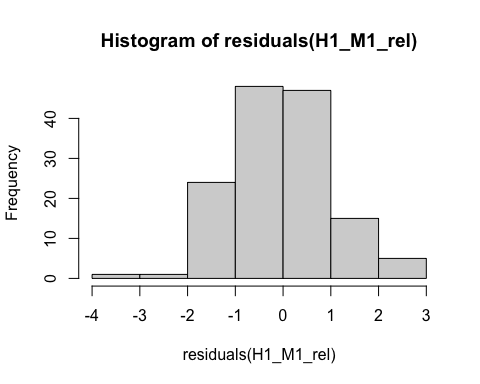 Histogram of residuals(H1_M1_rel)
Frequency
40
30
20
10
0
-4 -3 -2 -1 0 1 2 3
residuals(H1_M1_rel)